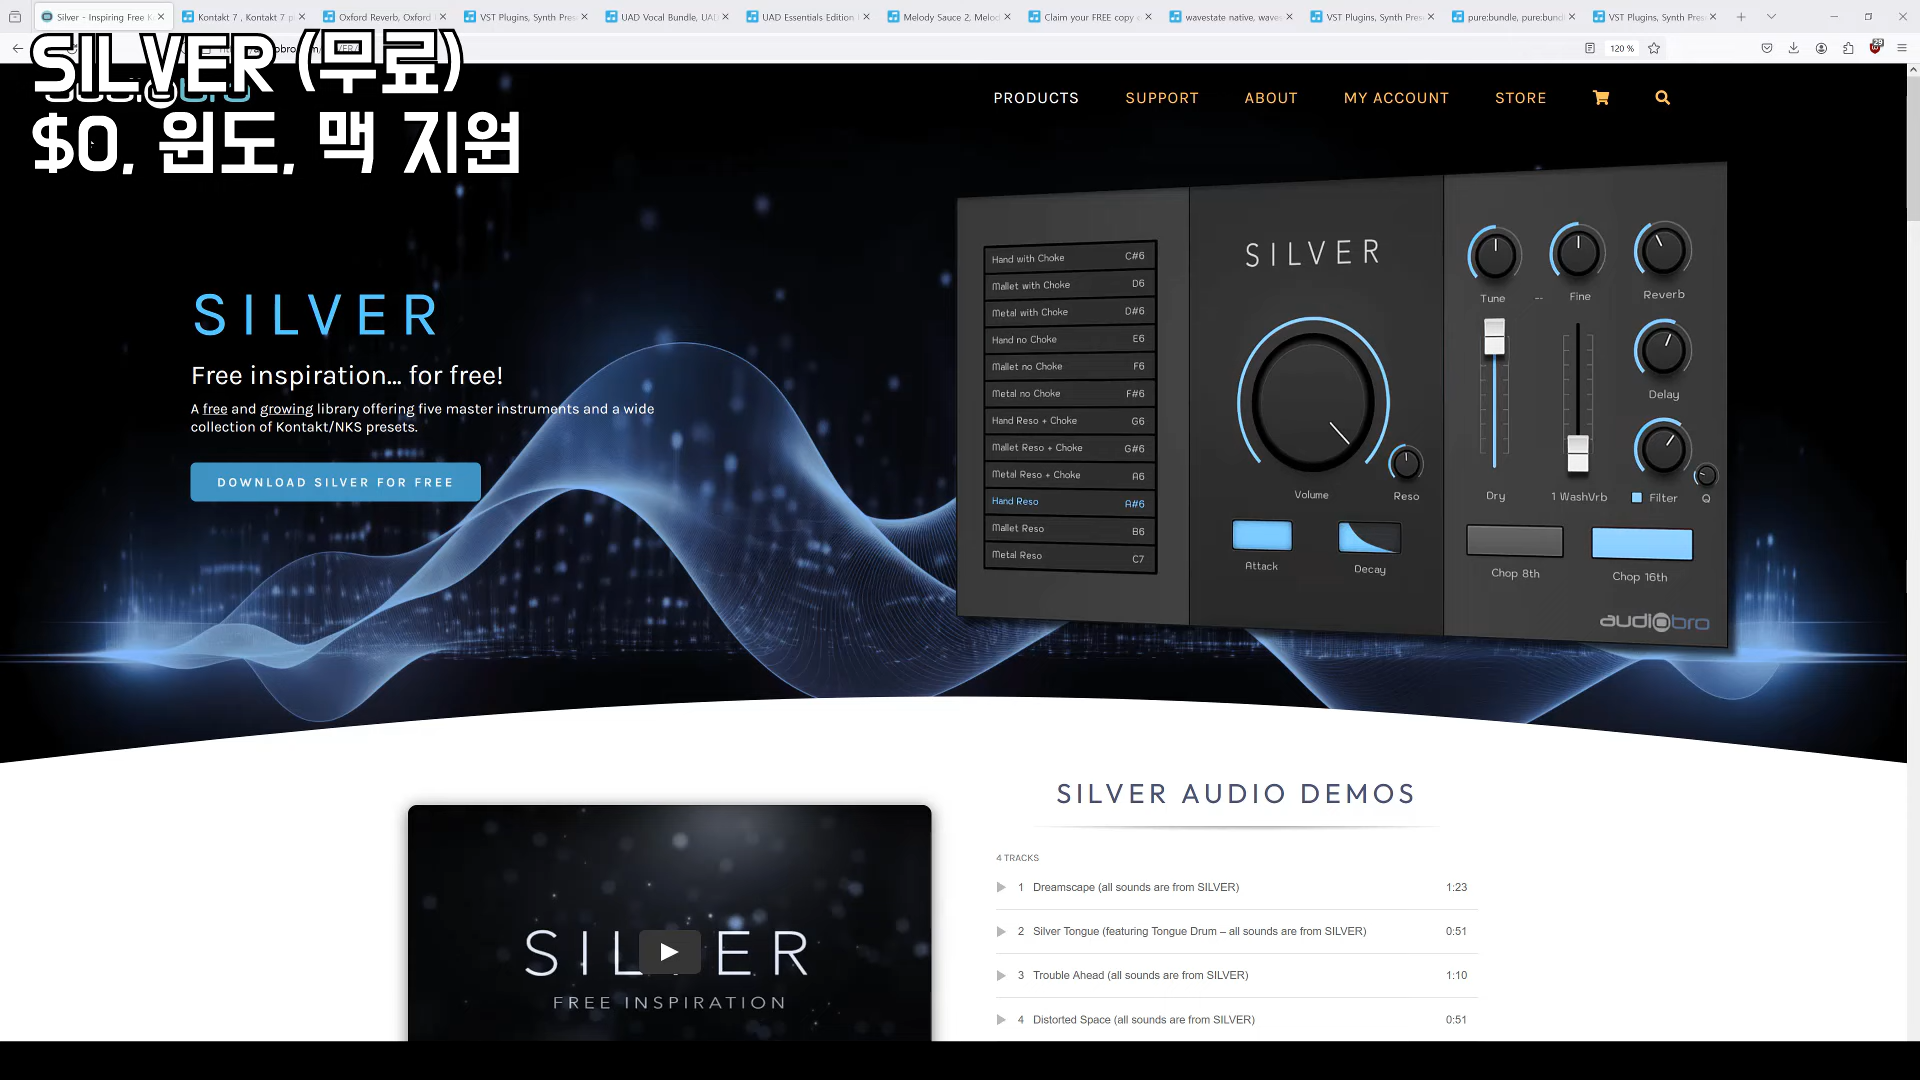 Silver - Inspiring Free K
Kontakt 7 , Kontakt 7 p
Oxford Reverb, Oxford
VST Plugins, Synth Pres
UAD Vocal Bundle, UAD
UAD Essentials Edition
Melody Sauce 2, Melod
Claim your FREE copy
wavestate native, waves
VST Plugins, Synth Pres
pure:bundle, pure:bund
VST Plugins, Synth Pres
120 %
SILVER (무료)
$0, 윈도, 맥 지원
PRODUCTS
SUPPORT
ABOUT
MY ACCOUNT
STORE
SILVER
Free inspiration... for free!
A free and growing library offering five master instruments and a wide
collection of Kontakt/NKS presets.
DOWNLOAD SILVER FOR FREE
Hand with Choke C#6
Mallet with Choke D6
Metal with Choke D#6
Hand no Choke E6
Mallet no Choke F6
Metal no Choke F#6
Hand Reso + Choke G6
Mallet Reso + Choke G#6
Metal Reso + Choke A6
Hand Reso A#6
Mallet Reso B6
Metal Reso C7
SILVER
Volume
Reso
Attack
Decay
Tune
--
Fine
Reverb
Delay
Dry
1 WashVrb
Filter
Q
Chop 8th
Chop 16th
audiobro
SILVER
FREE INSPIRATION
SILVER AUDIO DEMOS
4 TRACKS
1 Dreamscape (all sounds are from SILVER) 1:23
2 Silver Tongue (featuring Tongue Drum – all sounds are from SILVER) 0:51
3 Trouble Ahead (all sounds are from SILVER) 1:10
4 Distorted Space (all sounds are from SILVER) 0:51